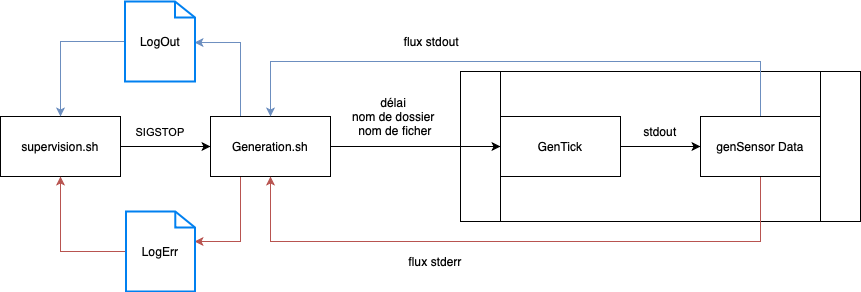 LogOut
flux stdout
délai
nom de dossier
nom de ficher
supervision.sh
SIGSTOP
Generation.sh
GenTick
stdout
genSensor Data
LogErr
flux stderr